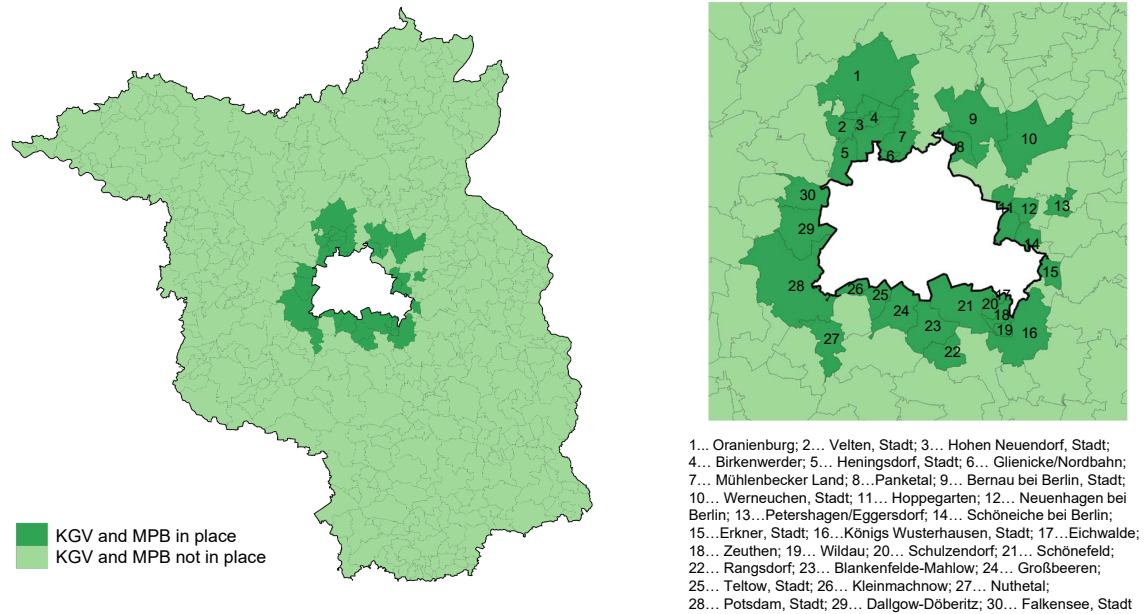 KGV and MPB in place
KGV and MPB not in place
1
2
3
4
5
6
7
8
9
10
11
12
13
14
15
16
17
18
19
20
21
22
23
24
25
26
27
28
29
30
1... Oranienburg; 2… Velten, Stadt; 3… Hohen Neuendorf, Stadt;
4… Birkenwerder; 5… Heningsdorf, Stadt; 6… Glienicke/Nordbahn;
7… Mühlenbecker Land; 8…Panketal; 9… Bernau bei Berlin, Stadt;
10… Werneuchen, Stadt; 11… Hoppegarten; 12… Neuenhagen bei
Berlin; 13…Petershagen/Eggersdorf; 14… Schöneiche bei Berlin;
15…Erkner, Stadt; 16…Königs Wusterhausen, Stadt; 17…Eichwalde;
18… Zeuthen; 19… Wildau; 20… Schulzendorf; 21… Schönefeld;
22… Rangsdorf; 23… Blankenfelde-Mahlow; 24… Großbeeren;
25… Teltow, Stadt; 26… Kleinmachnow; 27… Nuthetal;
28… Potsdam, Stadt; 29… Dallgow-Döberitz; 30… Falkensee, Stadt